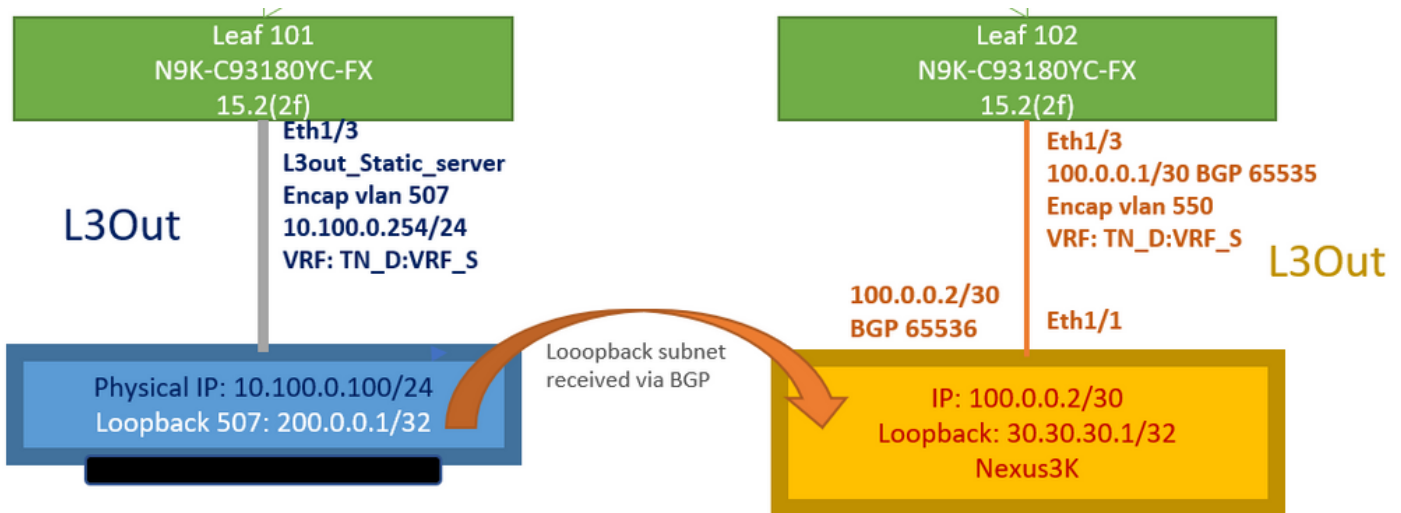 Leaf 101
N9K-C93180YC-FX
15.2(2f)
Eth1/3
L3out_Static_server
Encap vlan 507
10.100.0.254/24
VRF: TN_D:VRF_S
L3Out
Physical IP: 10.100.0.100/24
Loopback 507: 200.0.0.1/32
Looopback subnet
received via BGP
Leaf 102
N9K-C93180YC-FX
15.2(2f)
Eth1/3
100.0.0.1/30 BGP 65535
Encap vlan 550
VRF: TN_D:VRF_S
L3Out
100.0.0.2/30
BGP 65536
Eth1/1
IP: 100.0.0.2/30
Loopback: 30.30.30.1/32
Nexus3K